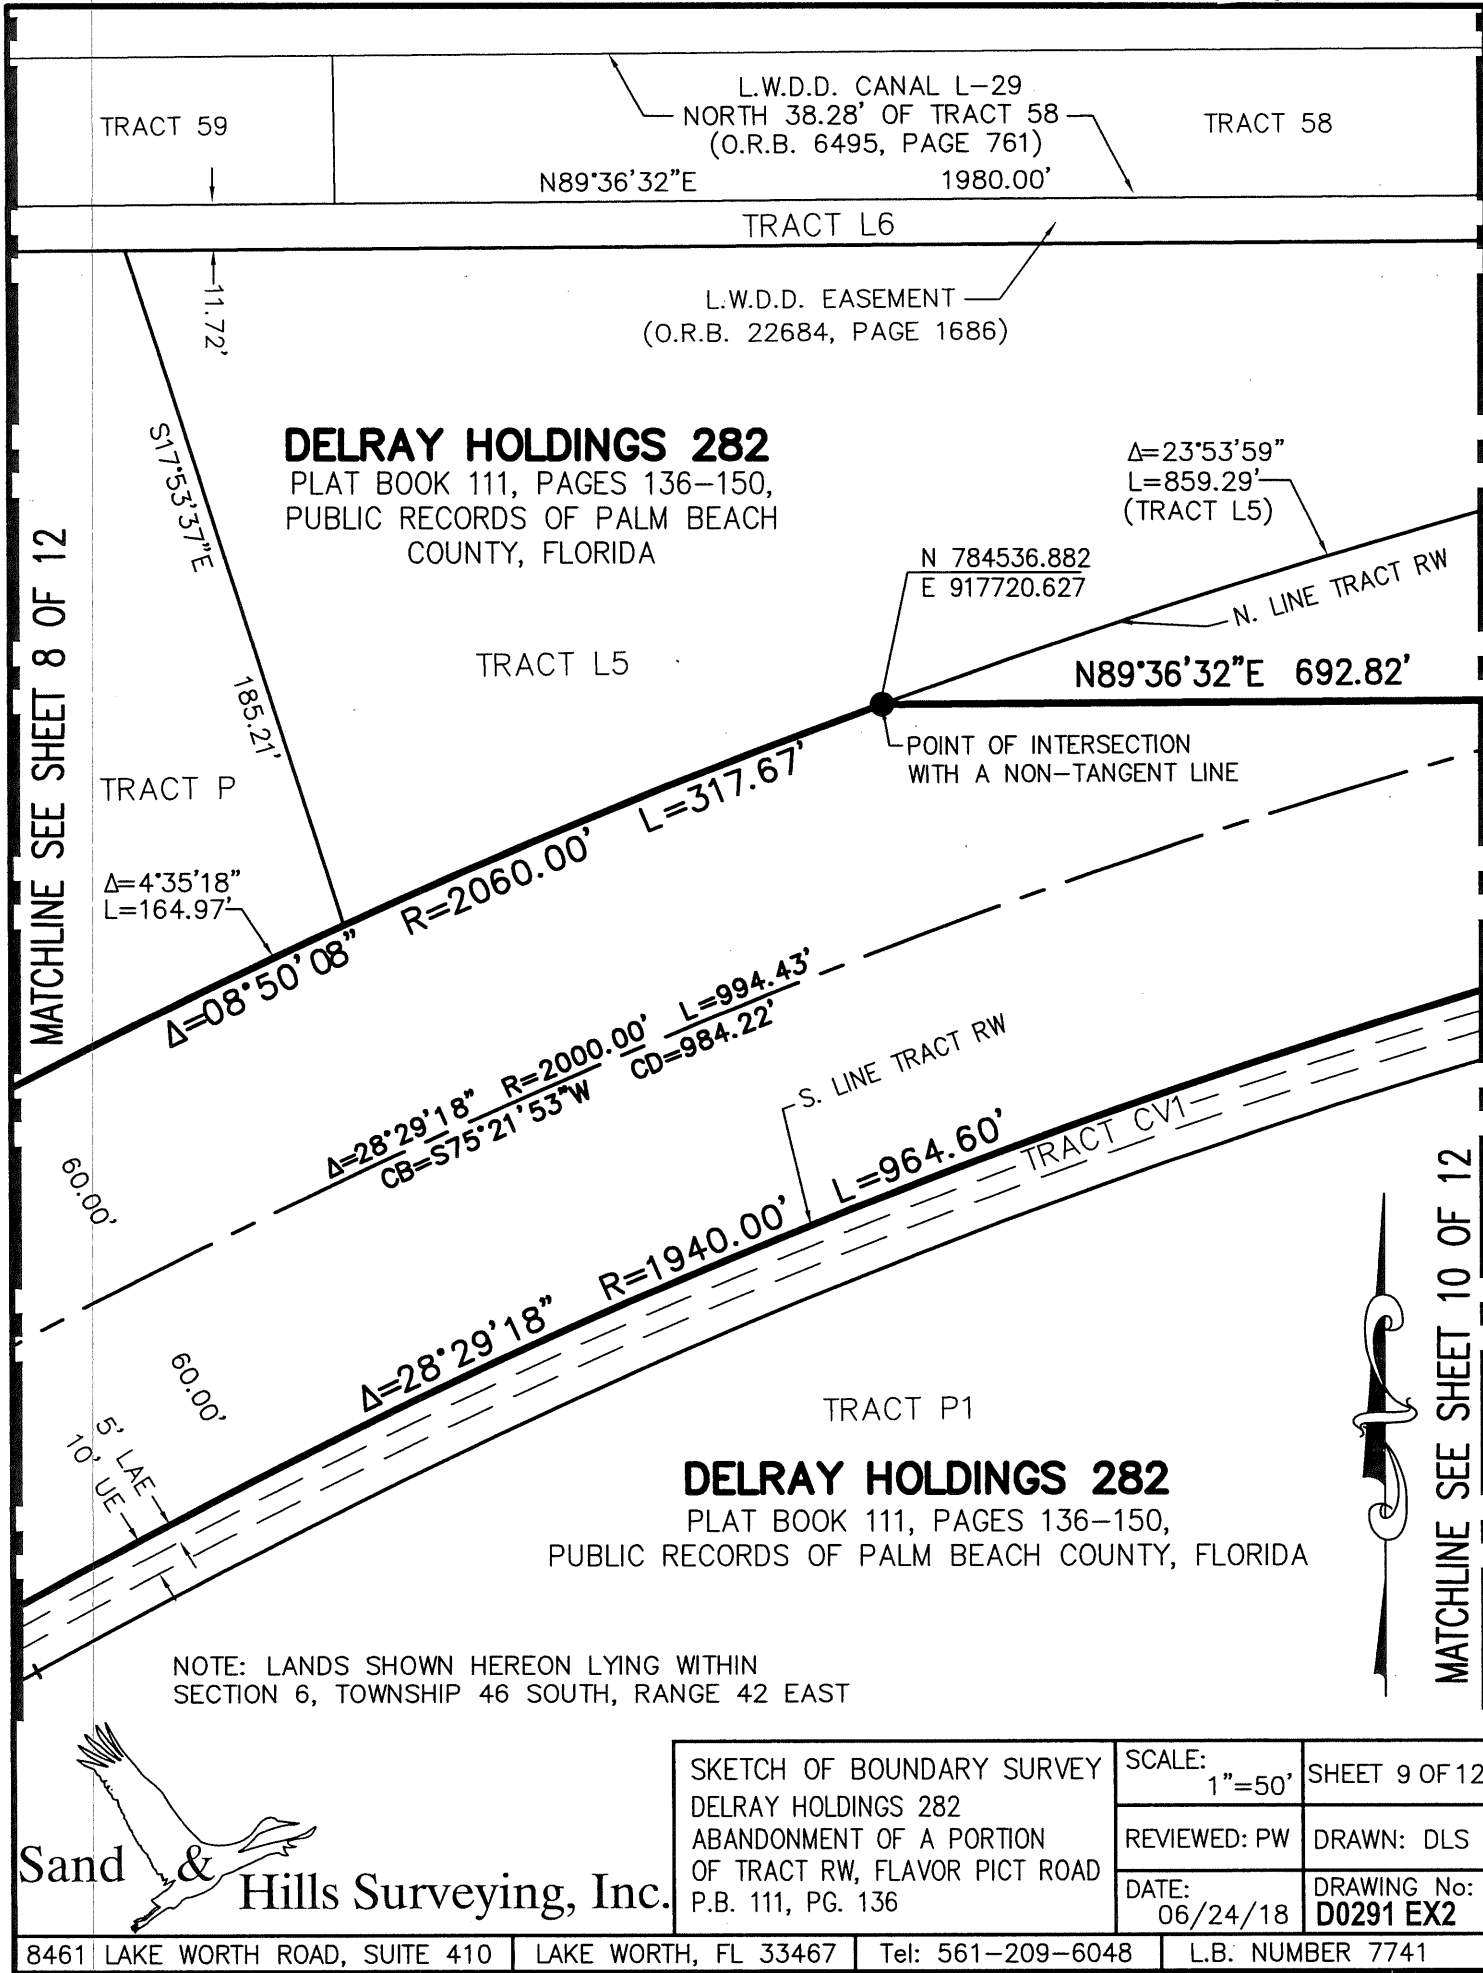 L.W.D.D. CANAL L-29
NORTH 38.28' OF TRACT 58
(O.R.B. 6495, PAGE 761)
TRACT 59
TRACT 58
N89°36'32"E
1980.00'
TRACT L6
11.72'
L.W.D.D. EASEMENT
(O.R.B. 22684, PAGE 1686)
S17°53'37"E
185.21'
DELRAY HOLDINGS 282
PLAT BOOK 111, PAGES 136-150,
PUBLIC RECORDS OF PALM BEACH
COUNTY, FLORIDA
Δ=23°53'59"
L=859.29'
(TRACT L5)
N 784536.882
E 917720.627
N. LINE TRACT RW
TRACT L5
N89°36'32"E 692.82'
POINT OF INTERSECTION
WITH A NON-TANGENT LINE
MATCHLINE SEE SHEET 8 OF 12
TRACT P
Δ=4°35'18"
L=164.97'
Δ=08°50'08" R=2060.00' L=317.67'
Δ=28°29'18" R=2000.00' L=994.43'
CB=S75°21'53"W CD=984.22'
S. LINE TRACT RW
60.00'
60.00'
Δ=28°29'18" R=1940.00' L=964.60'
TRACT CV1
5' LAE
10' UE
TRACT P1
DELRAY HOLDINGS 282
PLAT BOOK 111, PAGES 136-150,
PUBLIC RECORDS OF PALM BEACH COUNTY, FLORIDA
MATCHLINE SEE SHEET 10 OF 12
NOTE: LANDS SHOWN HEREON LYING WITHIN
SECTION 6, TOWNSHIP 46 SOUTH, RANGE 42 EAST
Sand & Hills Surveying, Inc.
SKETCH OF BOUNDARY SURVEY
DELRAY HOLDINGS 282
ABANDONMENT OF A PORTION
OF TRACT RW, FLAVOR PICT ROAD
P.B. 111, PG. 136
SCALE: 1"=50'
SHEET 9 OF 12
REVIEWED: PW
DRAWN: DLS
DATE: 06/24/18
DRAWING No: D0291 EX2
8461 LAKE WORTH ROAD, SUITE 410
LAKE WORTH, FL 33467
Tel: 561-209-6048
L.B. NUMBER 7741